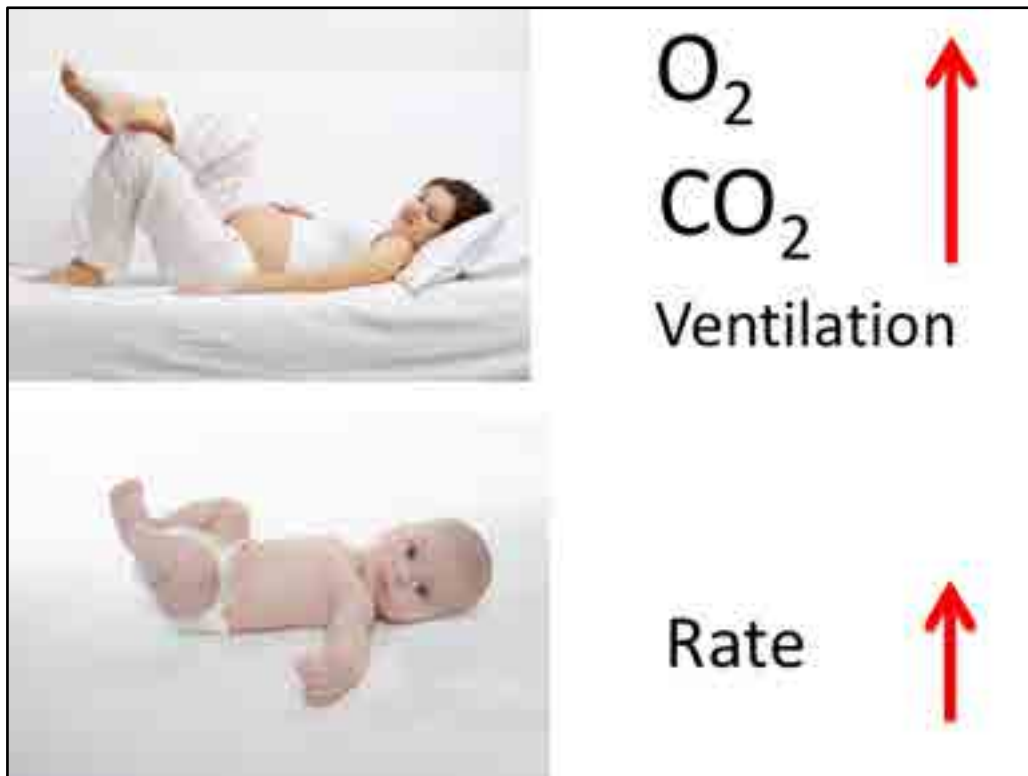 O₂
CO₂
Ventilation
Rate